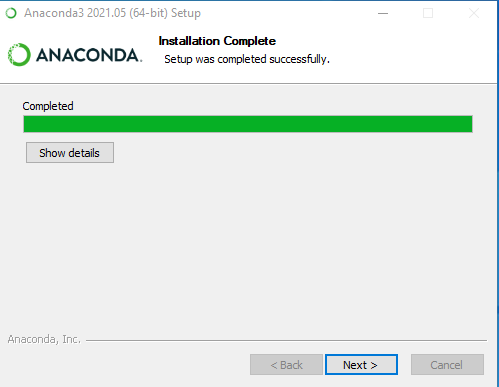 Anaconda3 2021.05 (64-bit) Setup
ANACONDA.
Installation Complete
Setup was completed successfully.
Completed
Show details
Anaconda, Inc.
< Back
Next >
Cancel